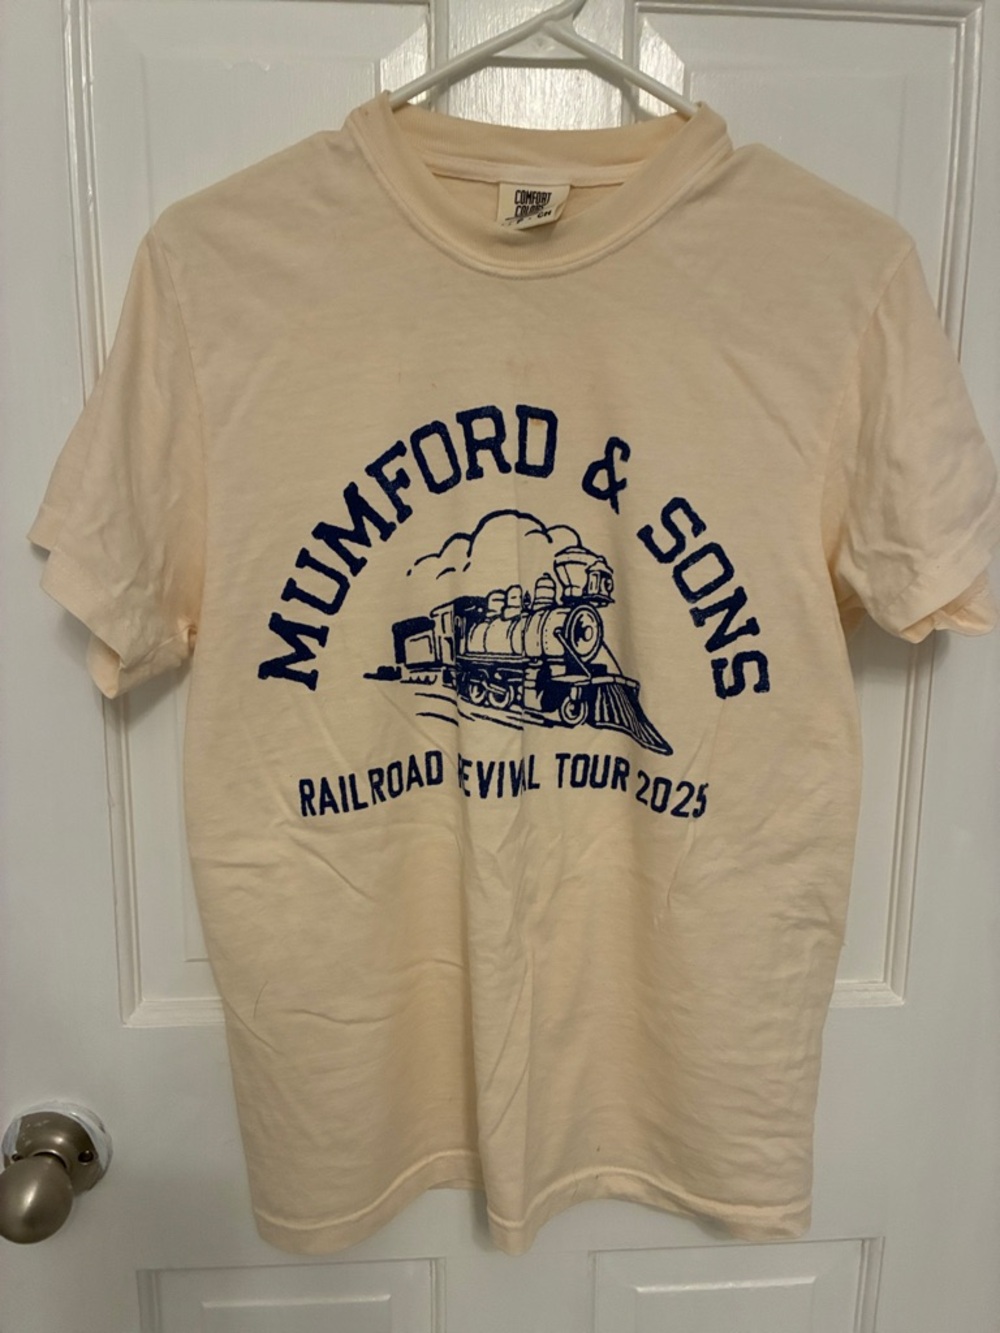 COMFORT
COLORS
MUMFORD & SONS
RAILROAD REVIVAL TOUR 2025